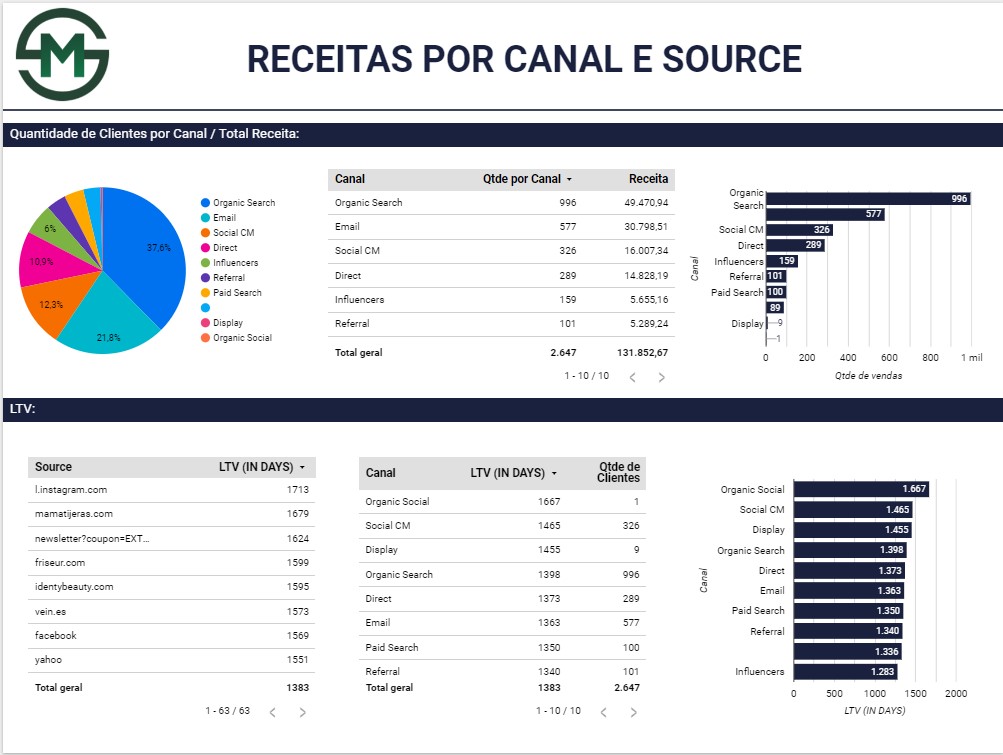 SM
RECEITAS POR CANAL E SOURCE
Quantidade de Clientes por Canal / Total Receita:
37,6%
21,8%
12,3%
10,9%
6%
Organic Search
Email
Social CM
Direct
Influencers
Referral
Paid Search
Display
Organic Social
Canal Qtde por Canal Receita
Organic Search 996 49.470,94
Email 577 30.798,51
Social CM 326 16.007,34
Direct 289 14.828,19
Influencers 159 5.655,16
Referral 101 5.289,24
Total geral 2.647 131.852,67
1 - 10 / 10
Canal
Organic
Search 996
577
Social CM 326
Direct 289
Influencers 159
Referral 101
Paid Search 100
89
Display 9
1
0 200 400 600 800 1 mil
Qtde de vendas
LTV:
Source LTV (IN DAYS)
l.instagram.com 1713
mamatijeras.com 1679
newsletter?coupon=EXT... 1624
friseur.com 1599
identybeauty.com 1595
vein.es 1573
facebook 1569
yahoo 1551
Total geral 1383
1 - 63 / 63
Canal LTV (IN DAYS) Qtde de
Clientes
Organic Social 1667 1
Social CM 1465 326
Display 1455 9
Organic Search 1398 996
Direct 1373 289
Email 1363 577
Paid Search 1350 100
Referral 1340 101
Total geral 1383 2.647
1 - 10 / 10
Canal
Organic Social 1.667
Social CM 1.465
Display 1.455
Organic Search 1.398
Direct 1.373
Email 1.363
Paid Search 1.350
Referral 1.340
1.336
Influencers 1.283
0 500 1000 1500 2000
LTV (IN DAYS)